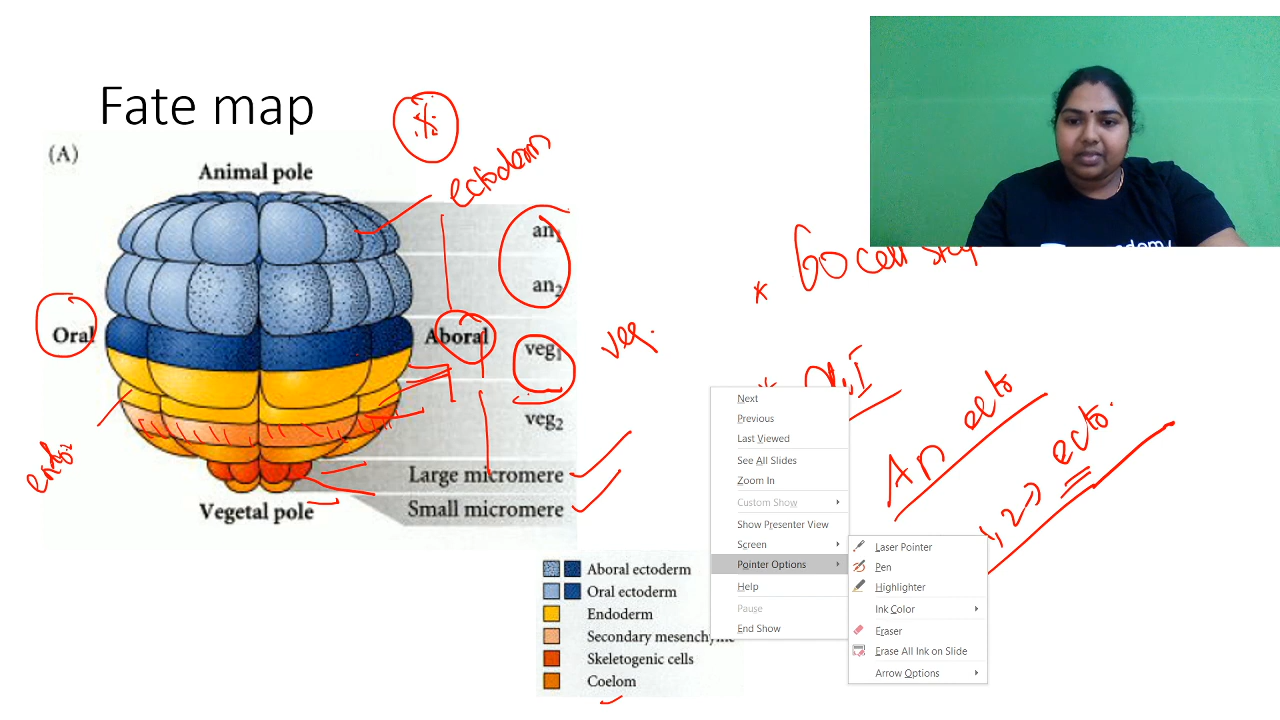 Fate map
(A)
Animal pole
ectoderm
an1
an2
Oral
Aboral
veg1
veg.
veg2
Large micromere
Small micromere
Vegetal pole
* 60 cell
An ecto
ecto.
Aboral ectoderm
Oral ectoderm
Endoderm
Secondary mesenchyme
Skeletogenic cells
Coelom
Next
Previous
Last Viewed
See All Slides
Zoom In
Custom Show
Show Presenter View
Screen
Pointer Options
Help
Pause
End Show
Laser Pointer
Pen
Highlighter
Ink Color
Eraser
Erase All Ink on Slide
Arrow Options